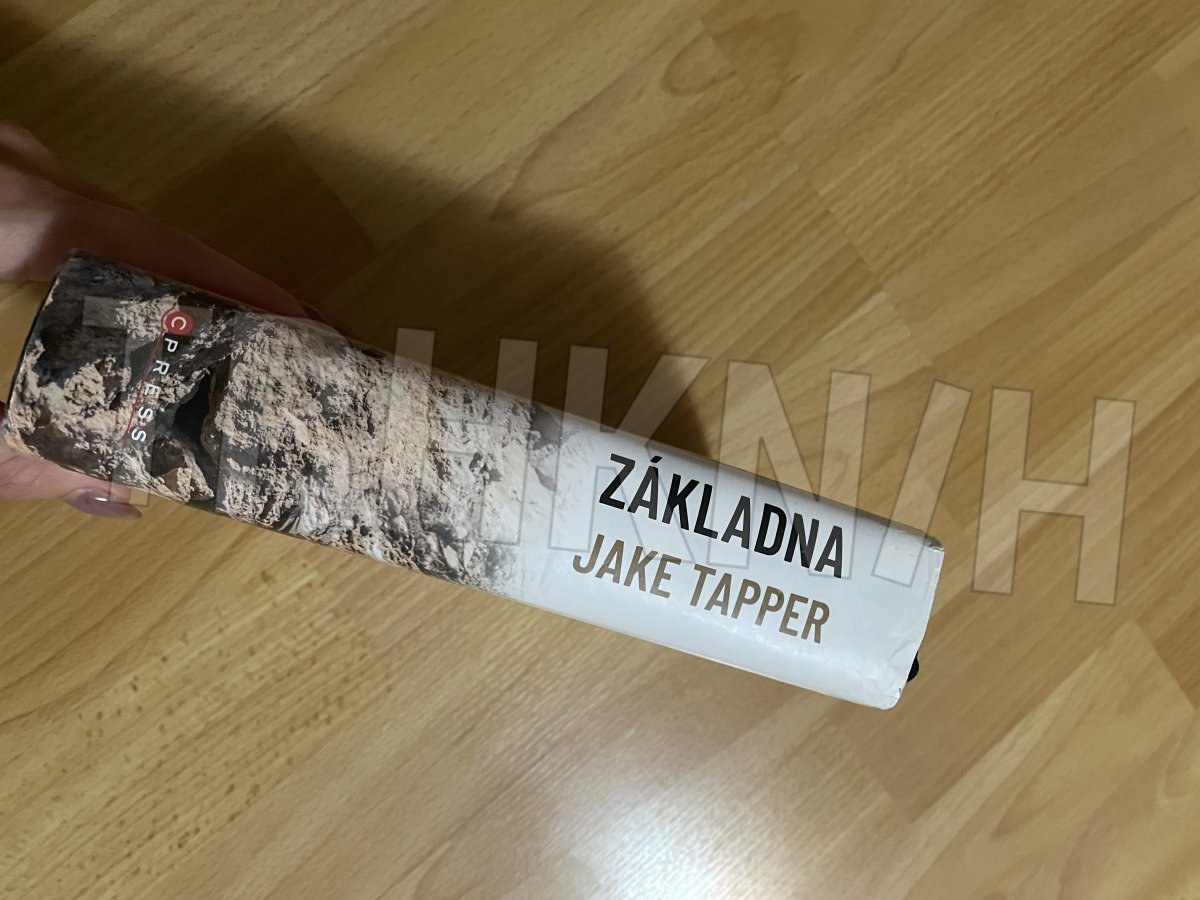 ZÁKLADNA
JAKE TAPPER
CPRESS